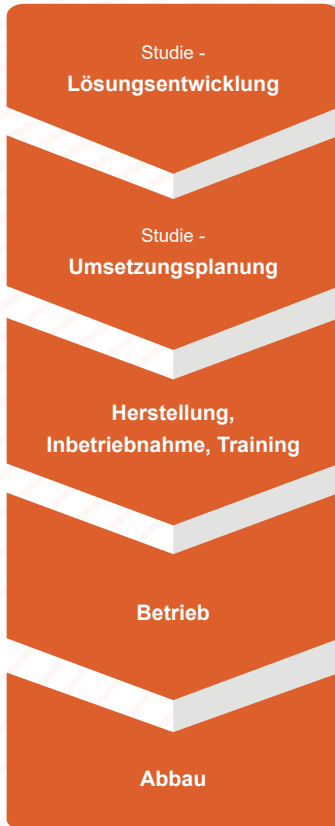 Studie -
Lösungsentwicklung
Studie -
Umsetzungsplanung
Herstellung,
Inbetriebnahme, Training
Betrieb
Abbau